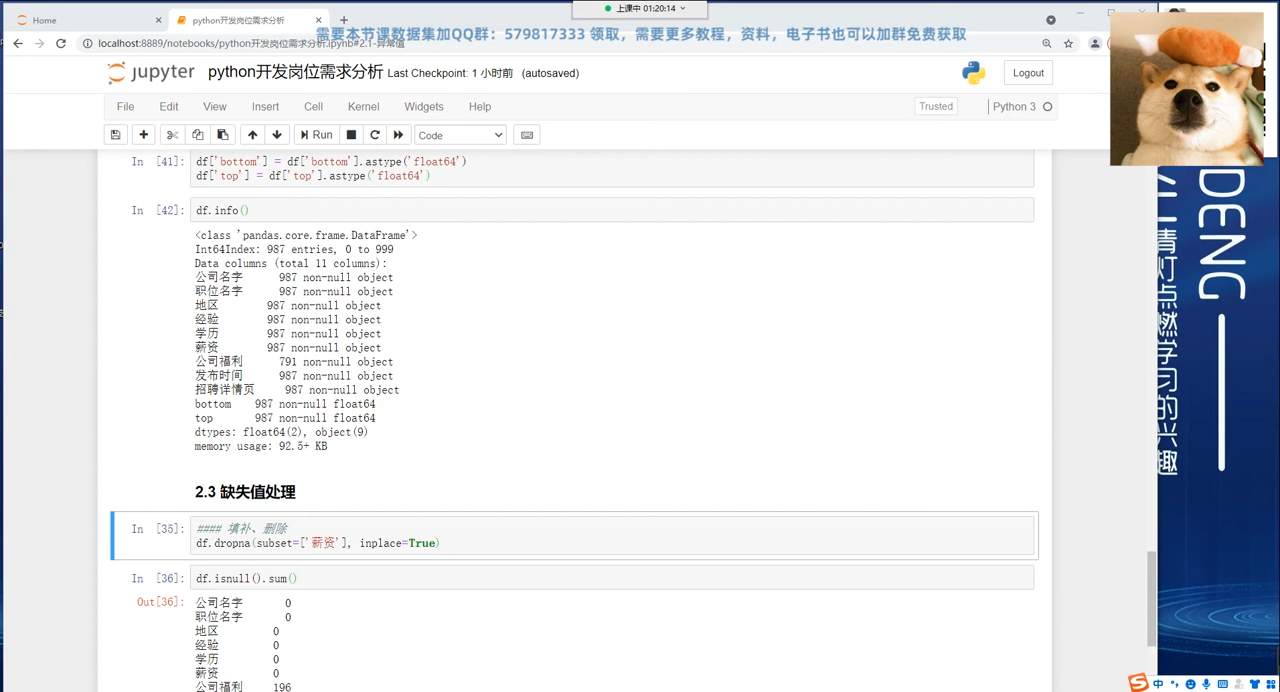 上课中 01:20:14
Home
python开发岗位需求分析
需要本节课数据集加QQ群：579817333 领取，需要更多教程，资料，电子书也可以加群免费获取
localhost:8889/notebooks/python开发岗位需求分析.ipynb#2.1-异常值
jupyter python开发岗位需求分析 Last Checkpoint: 1 小时前 (autosaved)
Logout
File Edit View Insert Cell Kernel Widgets Help
Trusted
Python 3
Run
Code
In [41]: df['bottom'] = df['bottom'].astype('float64')
df['top'] = df['top'].astype('float64')
In [42]: df.info()
<class 'pandas.core.frame.DataFrame'>
Int64Index: 987 entries, 0 to 999
Data columns (total 11 columns):
公司名字 987 non-null object
职位名字 987 non-null object
地区 987 non-null object
经验 987 non-null object
学历 987 non-null object
薪资 987 non-null object
公司福利 791 non-null object
发布时间 987 non-null object
招聘详情页 987 non-null object
bottom 987 non-null float64
top 987 non-null float64
dtypes: float64(2), object(9)
memory usage: 92.5+ KB
2.3 缺失值处理
In [35]: #### 填补、删除
df.dropna(subset=['薪资'], inplace=True)
In [36]: df.isnull().sum()
Out[36]: 公司名字 0
职位名字 0
地区 0
经验 0
学历 0
薪资 0
公司福利 196
DENG
青灯点燃学习的兴趣
中